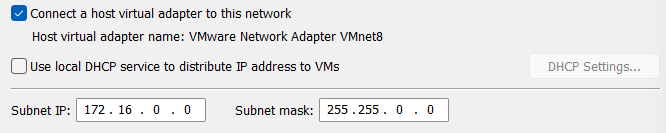 Connect a host virtual adapter to this network
Host virtual adapter name: VMware Network Adapter VMnet8
Use local DHCP service to distribute IP address to VMs
DHCP Settings...
Subnet IP: 172 . 16 . 0 . 0 Subnet mask: 255 . 255 . 0 . 0